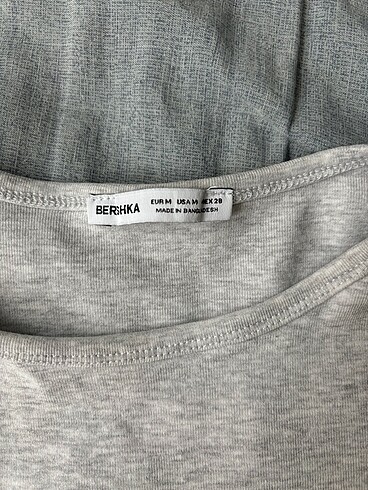 BERSHKA
EUR M USA M MEX 28
MADE IN BANGLADESH